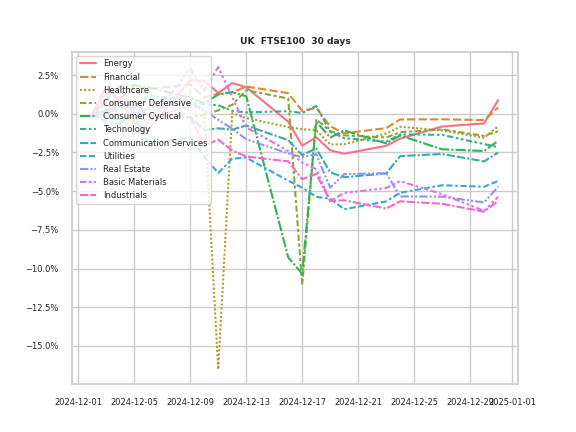 UK FTSE100 30 days
Energy
Financial
Healthcare
Consumer Defensive
Consumer Cyclical
Technology
Communication Services
Utilities
Real Estate
Basic Materials
Industrials
2.5%
0.0%
−2.5%
−5.0%
−7.5%
−10.0%
−12.5%
−15.0%
2024-12-01 2024-12-05 2024-12-09 2024-12-13 2024-12-17 2024-12-21 2024-12-25 2024-12-29 2025-01-01